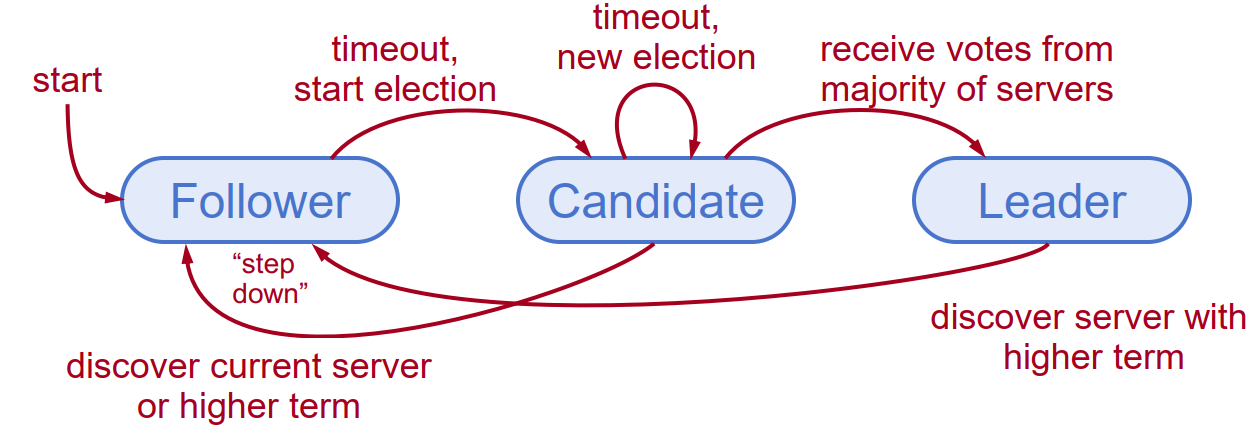 start
timeout,
start election
timeout,
new election
receive votes from
majority of servers
Follower
Candidate
Leader
“step
down”
discover current server
or higher term
discover server with
higher term